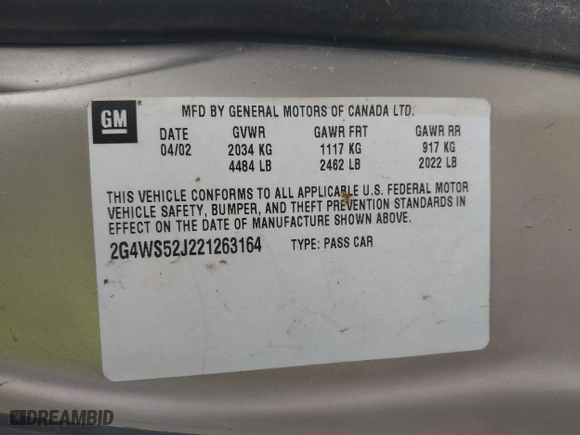 GM
MFD BY GENERAL MOTORS OF CANADA LTD.
DATE GVWR GAWR FRT GAWR RR
04/02 2034 KG 1117 KG 917 KG
4484 LB 2462 LB 2022 LB
THIS VEHICLE CONFORMS TO ALL APPLICABLE U.S. FEDERAL MOTOR
VEHICLE SAFETY, BUMPER, AND THEFT PREVENTION STANDARDS IN
EFFECT ON THE DATE OF MANUFACTURE SHOWN ABOVE.
2G4WS52J221263164 TYPE: PASS CAR
DREAMBID